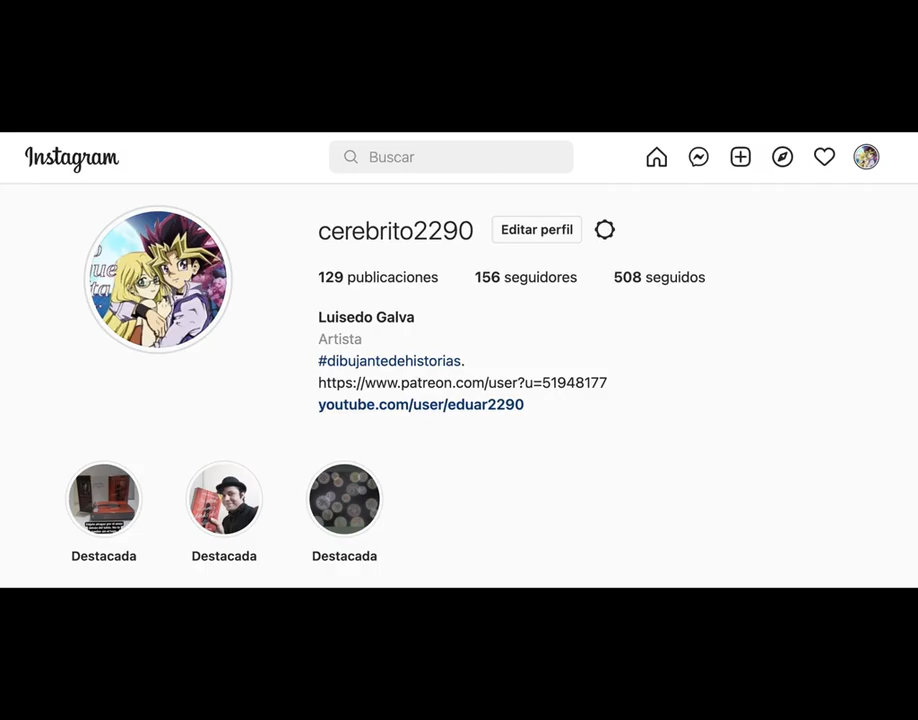 Instagram
Buscar
cerebrito2290
Editar perfil
129 publicaciones
156 seguidores
508 seguidos
Luisedo Galva
Artista
#dibujantedehistorias.
https://www.patreon.com/user?u=51948177
youtube.com/user/eduar2290
Destacada
Destacada
Destacada